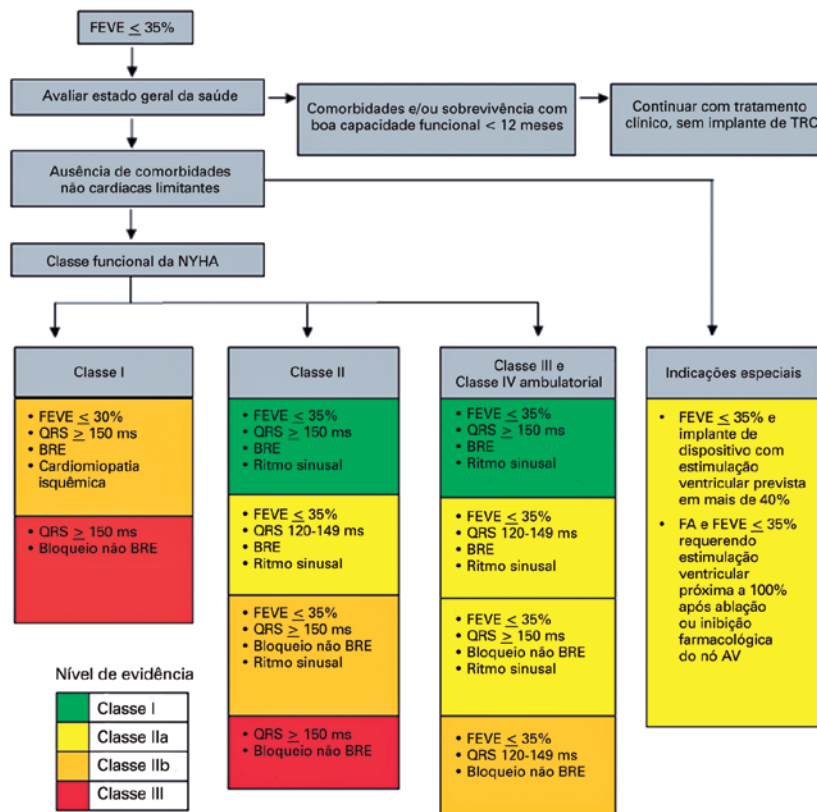 FEVE ≤ 35%
Avaliar estado geral da saúde
Comorbidades e/ou sobrevivência com
boa capacidade funcional < 12 meses
Continuar com tratamento
clínico, sem implante de TRC
Ausência de comorbidades
não cardíacas limitantes
Classe funcional da NYHA
Classe I
• FEVE ≤ 30%
• QRS ≥ 150 ms
• BRE
• Cardiomiopatia
isquêmica
• QRS ≥ 150 ms
• Bloqueio não BRE
Classe II
• FEVE ≤ 35%
• QRS ≥ 150 ms
• BRE
• Ritmo sinusal
• FEVE ≤ 35%
• QRS 120-149 ms
• BRE
• Ritmo sinusal
• FEVE ≤ 35%
• QRS ≥ 150 ms
• Bloqueio não BRE
• Ritmo sinusal
• QRS ≥ 150 ms
• Bloqueio não BRE
Classe III e
Classe IV ambulatorial
• FEVE ≤ 35%
• QRS ≥ 150 ms
• BRE
• Ritmo sinusal
• FEVE ≤ 35%
• QRS 120-149 ms
• BRE
• Ritmo sinusal
• FEVE ≤ 35%
• QRS ≥ 150 ms
• Bloqueio não BRE
• Ritmo sinusal
• FEVE ≤ 35%
• QRS 120-149 ms
• Bloqueio não BRE
Indicações especiais
• FEVE ≤ 35% e
implante de
dispositivo com
estimulação
ventricular prevista
em mais de 40%
• FA e FEVE ≤ 35%
requerendo
estimulação
ventricular
próxima a 100%
após ablação
ou inibição
farmacológica
do nó AV
Nível de evidência
Classe I
Classe IIa
Classe IIb
Classe III